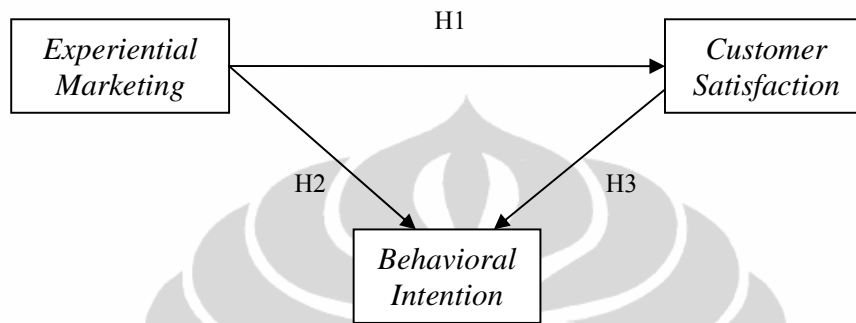 H1
Experiential
Marketing
Customer
Satisfaction
H2
H3
Behavioral
Intention